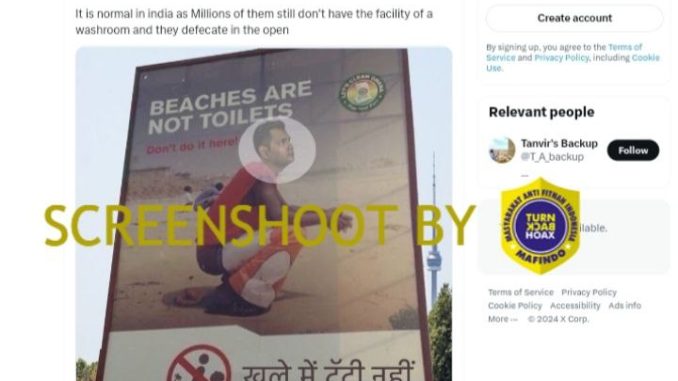 It is normal in india as Millions of them still don't have the facility of a
washroom and they defecate in the open
BEACHES ARE
NOT TOILETS
Don't do it here!
खुले में टट्टी नहीं
SCREENSHOOT BY
MASYARAKAT ANTI FITNAH INDONESIA
TURN
BACK
HOAX
MAFINDO
Create account
By signing up, you agree to the Terms of
Service and Privacy Policy, including Cookie
Use.
Relevant people
Tanvir's Backup
@T_A_backup
Follow
...
Terms of Service Privacy Policy
Cookie Policy Accessibility Ads info
More ... © 2024 X Corp.